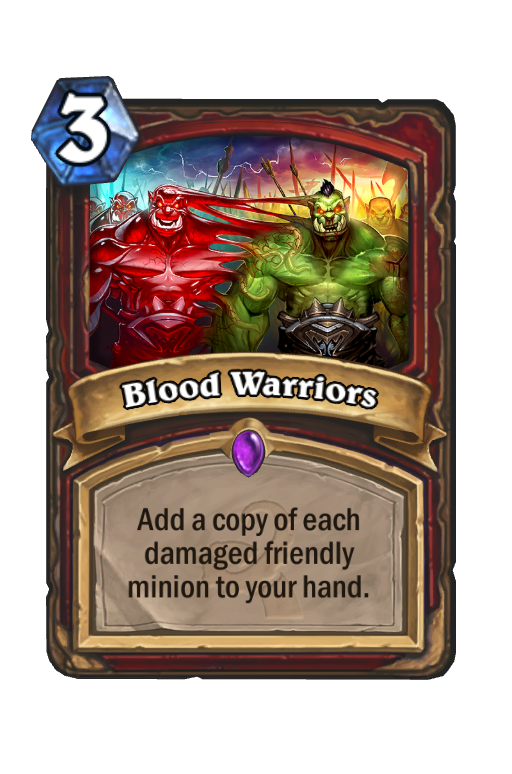 3
Blood Warriors
Add a copy of each
damaged friendly
minion to your hand.